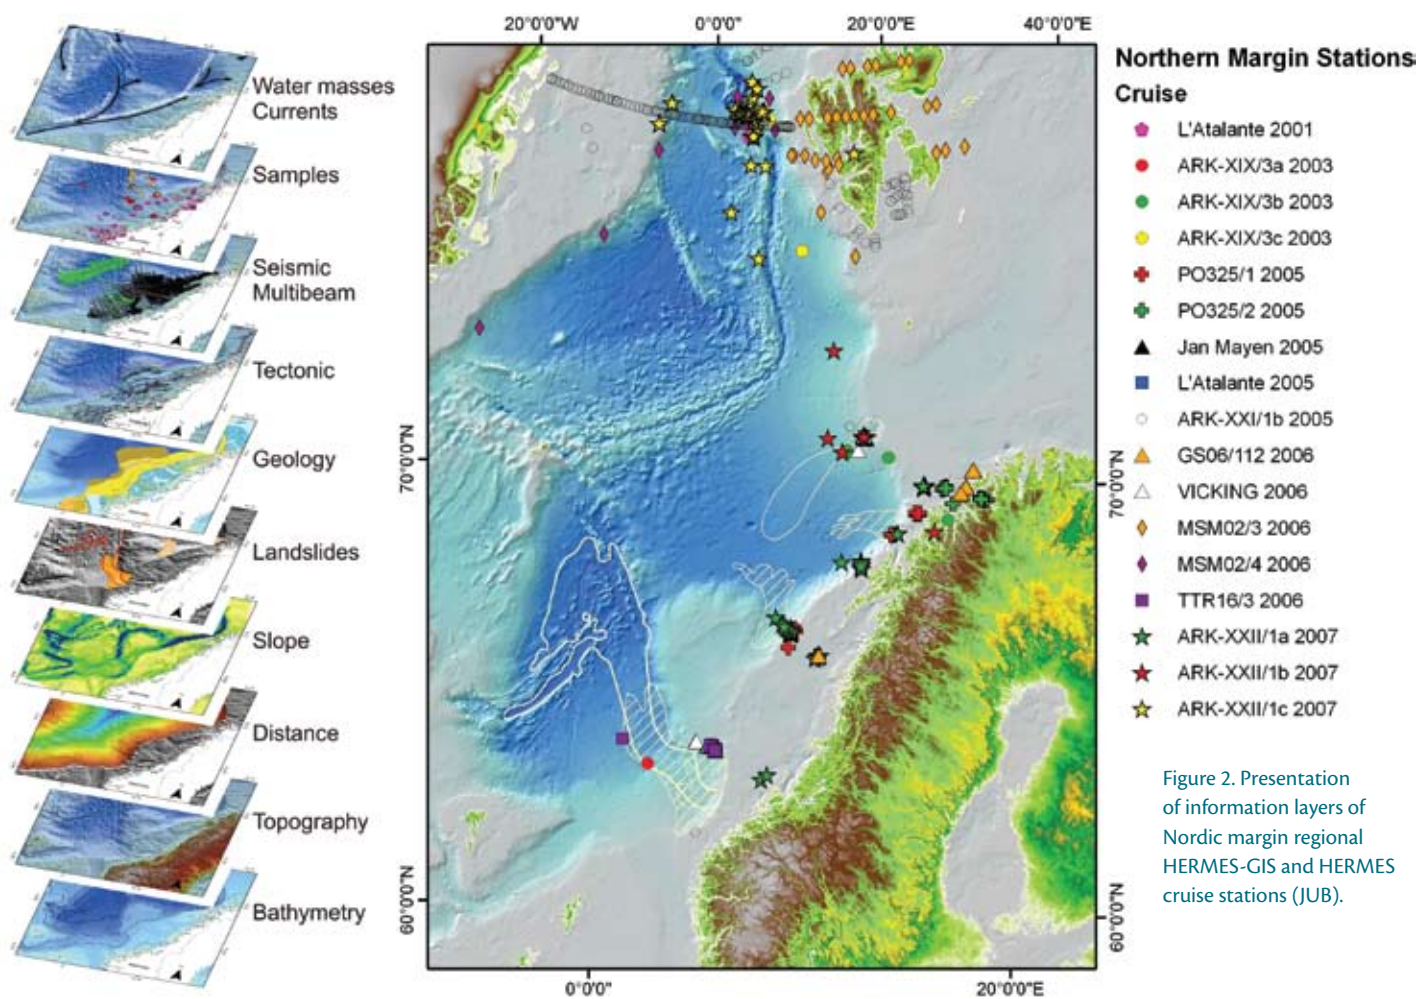 Water masses
Currents
Samples
Seismic
Multibeam
Tectonic
Geology
Landslides
Slope
Distance
Topography
Bathymetry
20°0'0"W
0°0'0"
20°0'0"E
40°0'0"E
70°0'0"N
60°0'0"N
70°0'0"N
60°0'0"N
0°0'0"
20°0'0"E
Northern Margin Stations
Cruise
L'Atalante 2001
ARK-XIX/3a 2003
ARK-XIX/3b 2003
ARK-XIX/3c 2003
PO325/1 2005
PO325/2 2005
Jan Mayen 2005
L'Atalante 2005
ARK-XXI/1b 2005
GS06/112 2006
VICKING 2006
MSM02/3 2006
MSM02/4 2006
TTR16/3 2006
ARK-XXII/1a 2007
ARK-XXII/1b 2007
ARK-XXII/1c 2007
Figure 2. Presentation
of information layers of
Nordic margin regional
HERMES-GIS and HERMES
cruise stations (JUB).